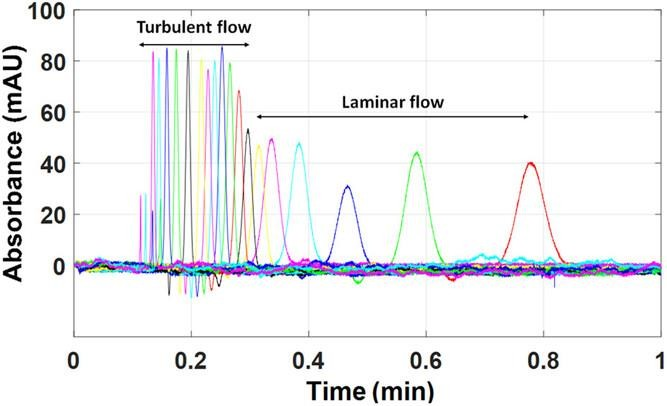 100
Turbulent flow
80
60
Laminar flow
40
20
0
0 0.2 0.4 0.6 0.8 1
Absorbance (mAU)
Time (min)